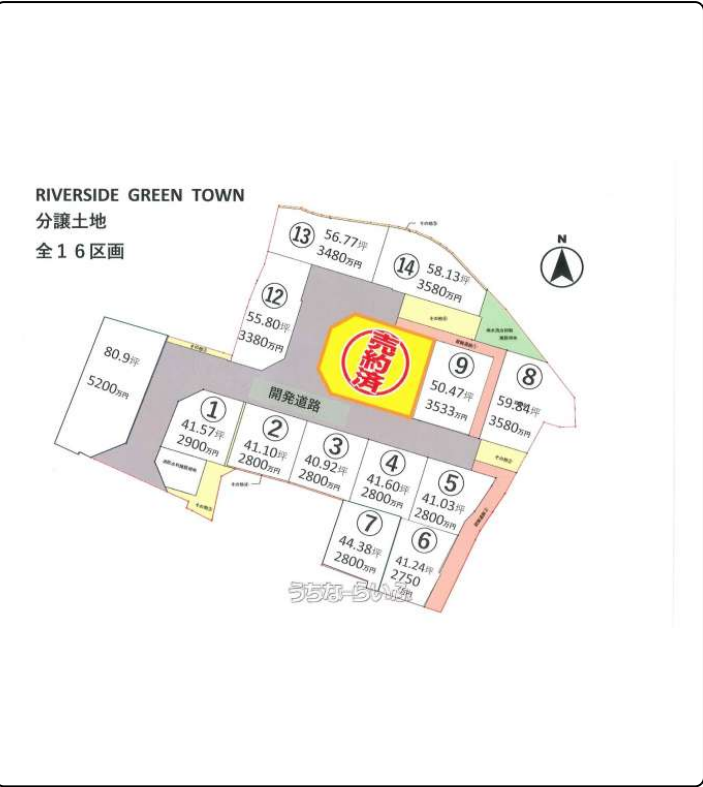 RIVERSIDE GREEN TOWN
分譲土地
全16区画
N
⑬ 56.77坪
3480万円
⑭ 58.13坪
3580万円
⑫
55.80坪
3380万円
80.9坪
5200万円
売約済
⑨
50.47坪
3533万円
⑧
59.84坪
3580万円
開発道路
①
41.57坪
2900万円
②
41.10坪
2800万円
③
40.92坪
2800万円
④
41.60坪
2800万円
⑤
41.03坪
2800万円
⑦
44.38坪
2800万円
⑥
41.24坪
2750
万円
うちなーらいふ